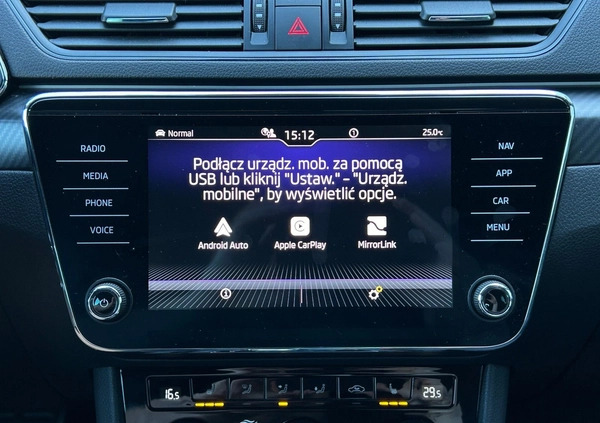 RADIO
MEDIA
PHONE
VOICE
Normal 15:12 25.0°C
Podłącz urządz. mob. za pomocą
USB lub kliknij "Ustaw." - "Urządz.
mobilne", by wyświetlić opcje.
Android Auto Apple CarPlay MirrorLink
NAV
APP
CAR
MENU
16.5 29.5